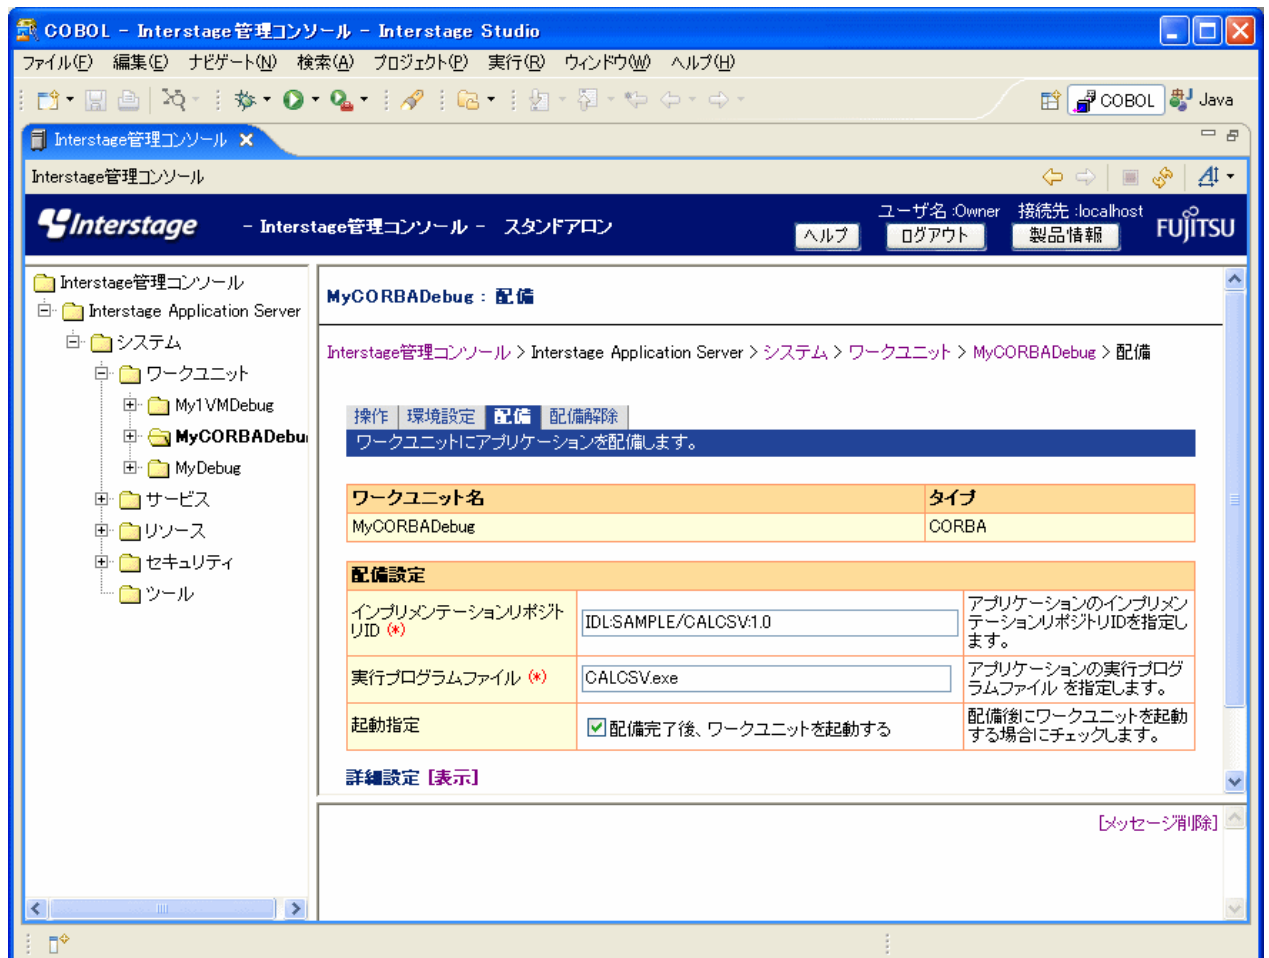 COBOL - Interstage管理コンソール - Interstage Studio
ファイル(F) 編集(E) ナビゲート(N) 検索(A) プロジェクト(P) 実行(R) ウィンドウ(W) ヘルプ(H)
COBOL Java
Interstage管理コンソール
Interstage管理コンソール
Interstage - Interstage管理コンソール - スタンドアロン
ユーザ名 :Owner 接続先 :localhost
ヘルプ ログアウト 製品情報 FUJITSU
Interstage管理コンソール
Interstage Application Server
システム
ワークユニット
My1VMDebug
MyCORBADebu
MyDebug
サービス
リソース
セキュリティ
ツール
MyCORBADebug : 配備
Interstage管理コンソール > Interstage Application Server > システム > ワークユニット > MyCORBADebug > 配備
操作 環境設定 配備 配備解除
ワークユニットにアプリケーションを配備します。
ワークユニット名 タイプ
MyCORBADebug CORBA
配備設定
インプリメンテーションリポジト
リID (*)
IDL:SAMPLE/CALCSV:1.0
アプリケーションのインプリメン
テーションリポジトリIDを指定し
ます。
実行プログラムファイル (*)
CALCSV.exe
アプリケーションの実行プログ
ラムファイル を指定します。
起動指定
配備完了後、ワークユニットを起動する
配備後にワークユニットを起動
する場合にチェックします。
詳細設定 [表示]
[メッセージ削除]